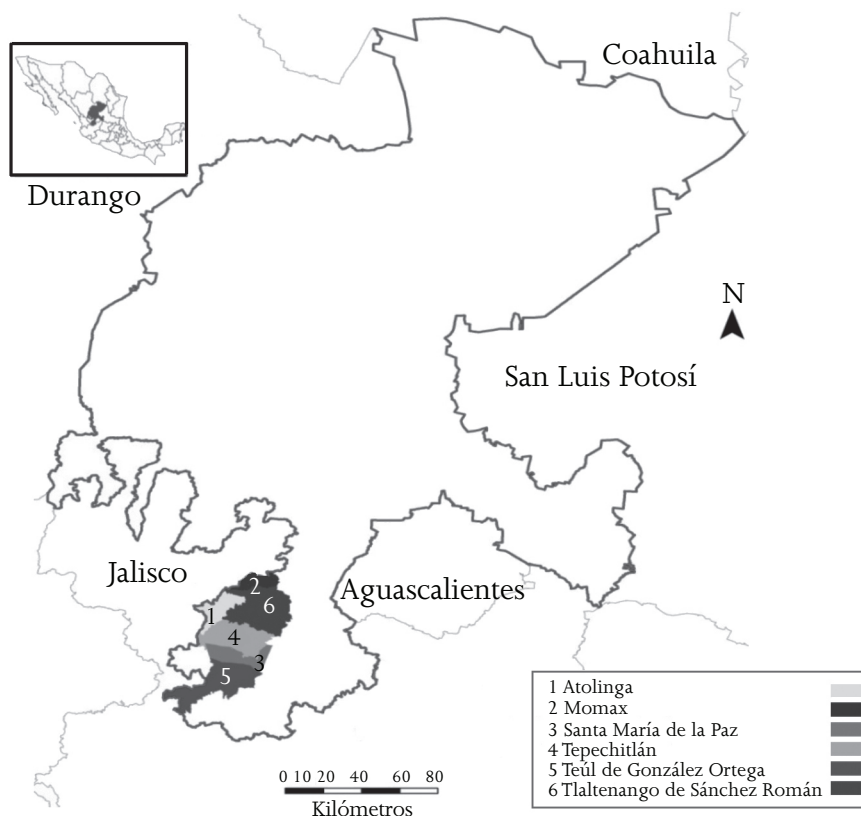 Coahuila
Durango
N
San Luis Potosí
Jalisco
Aguascalientes
2
6
1
4
3
5
1 Atolinga
2 Momax
3 Santa María de la Paz
4 Tepechitlán
5 Teúl de González Ortega
6 Tlaltenango de Sánchez Román
0 10 20 40 60 80
Kilómetros